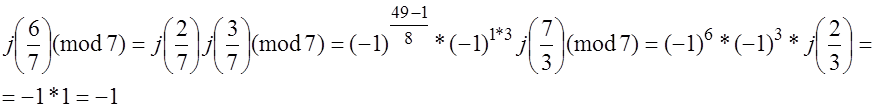 j(6/7)(mod 7) = j(2/7)j(3/7)(mod 7) = (−1)^((49−1)/8) * (−1)^(1*3) j(7/3)(mod 7) = (−1)^6 * (−1)^3 * j(2/3) =
= −1*1 = −1